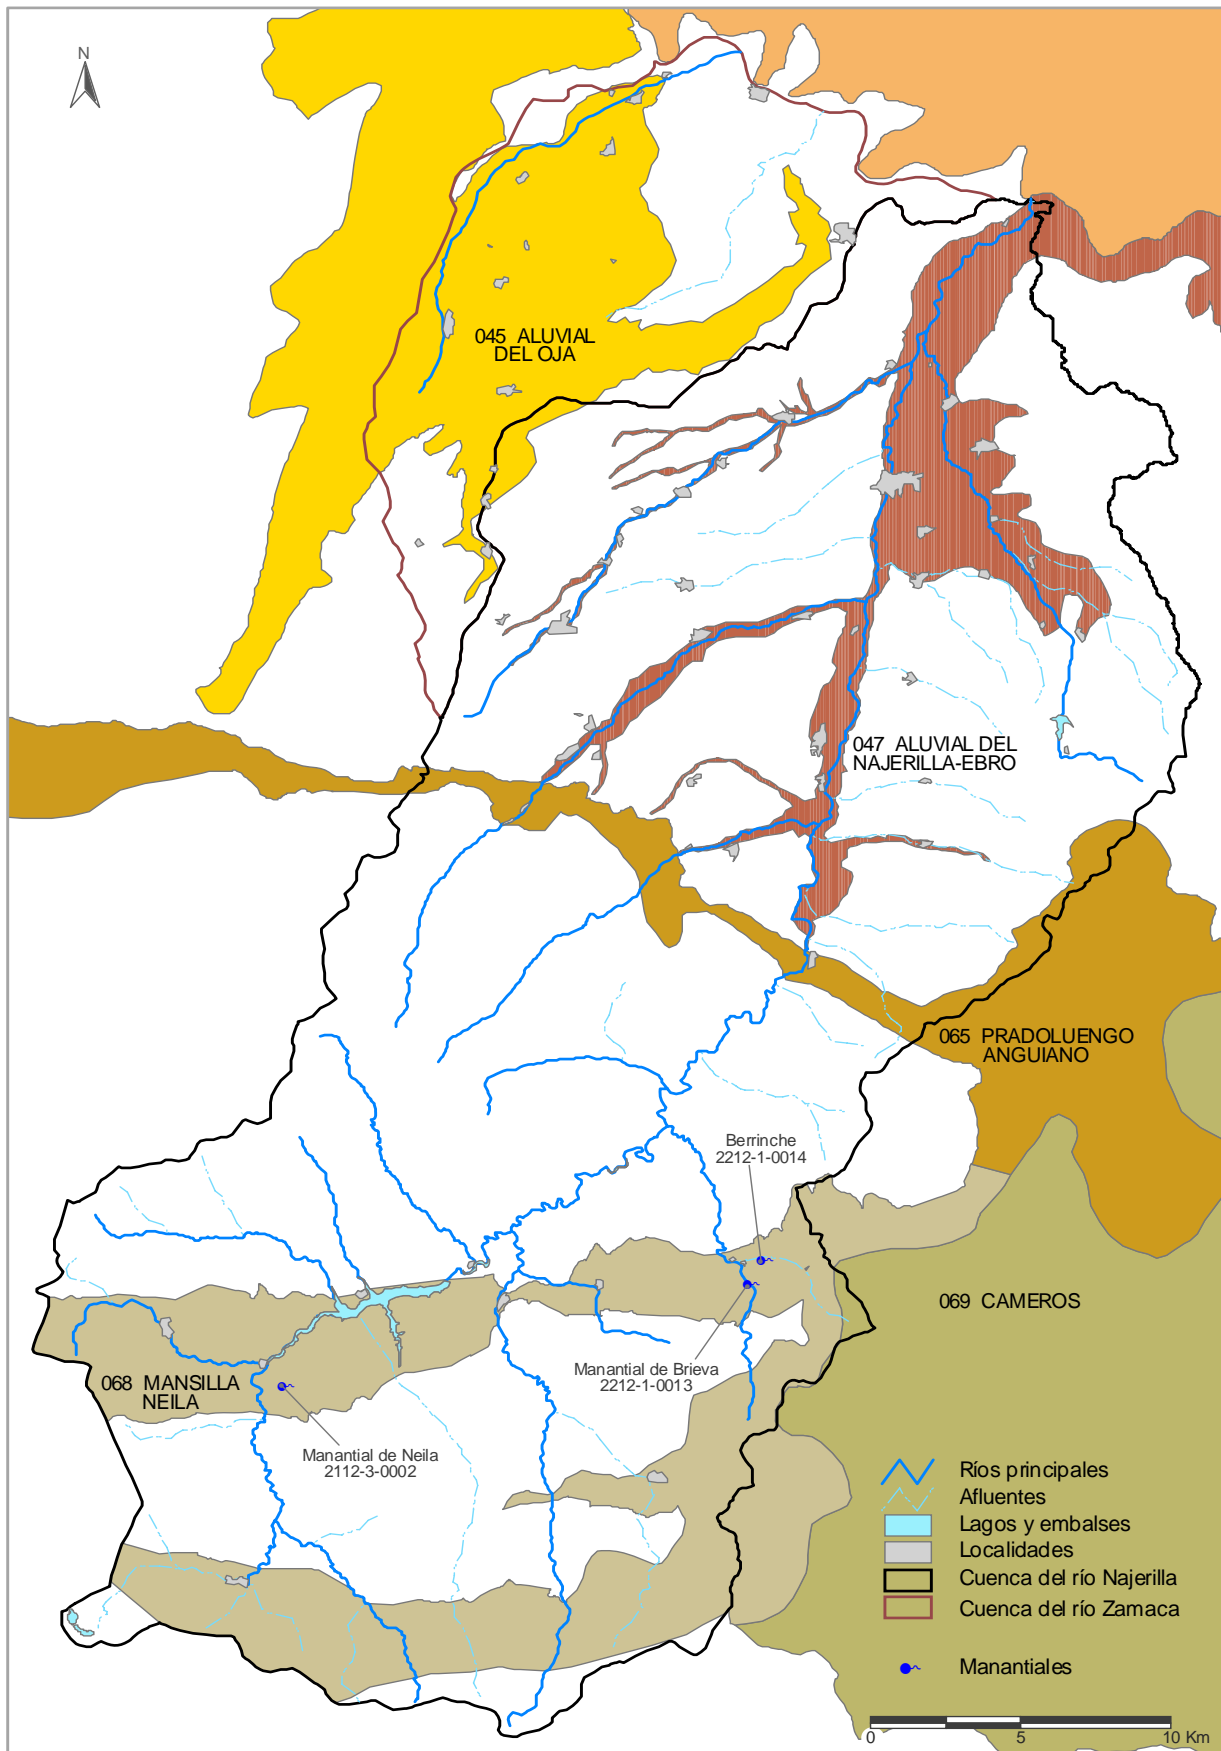 N
045 ALUVIAL
DEL OJA
047 ALUVIAL DEL
NAJERILLA-EBRO
065 PRADOLUENGO
ANGUIANO
Berrinche
2212-1-0014
069 CAMEROS
Manantial de Brieva
2212-1-0013
068 MANSILLA
NEILA
Manantial de Neila
2112-3-0002
Ríos principales
Afluentes
Lagos y embalses
Localidades
Cuenca del río Najerilla
Cuenca del río Zamaca
Manantiales
0 5 10 Km